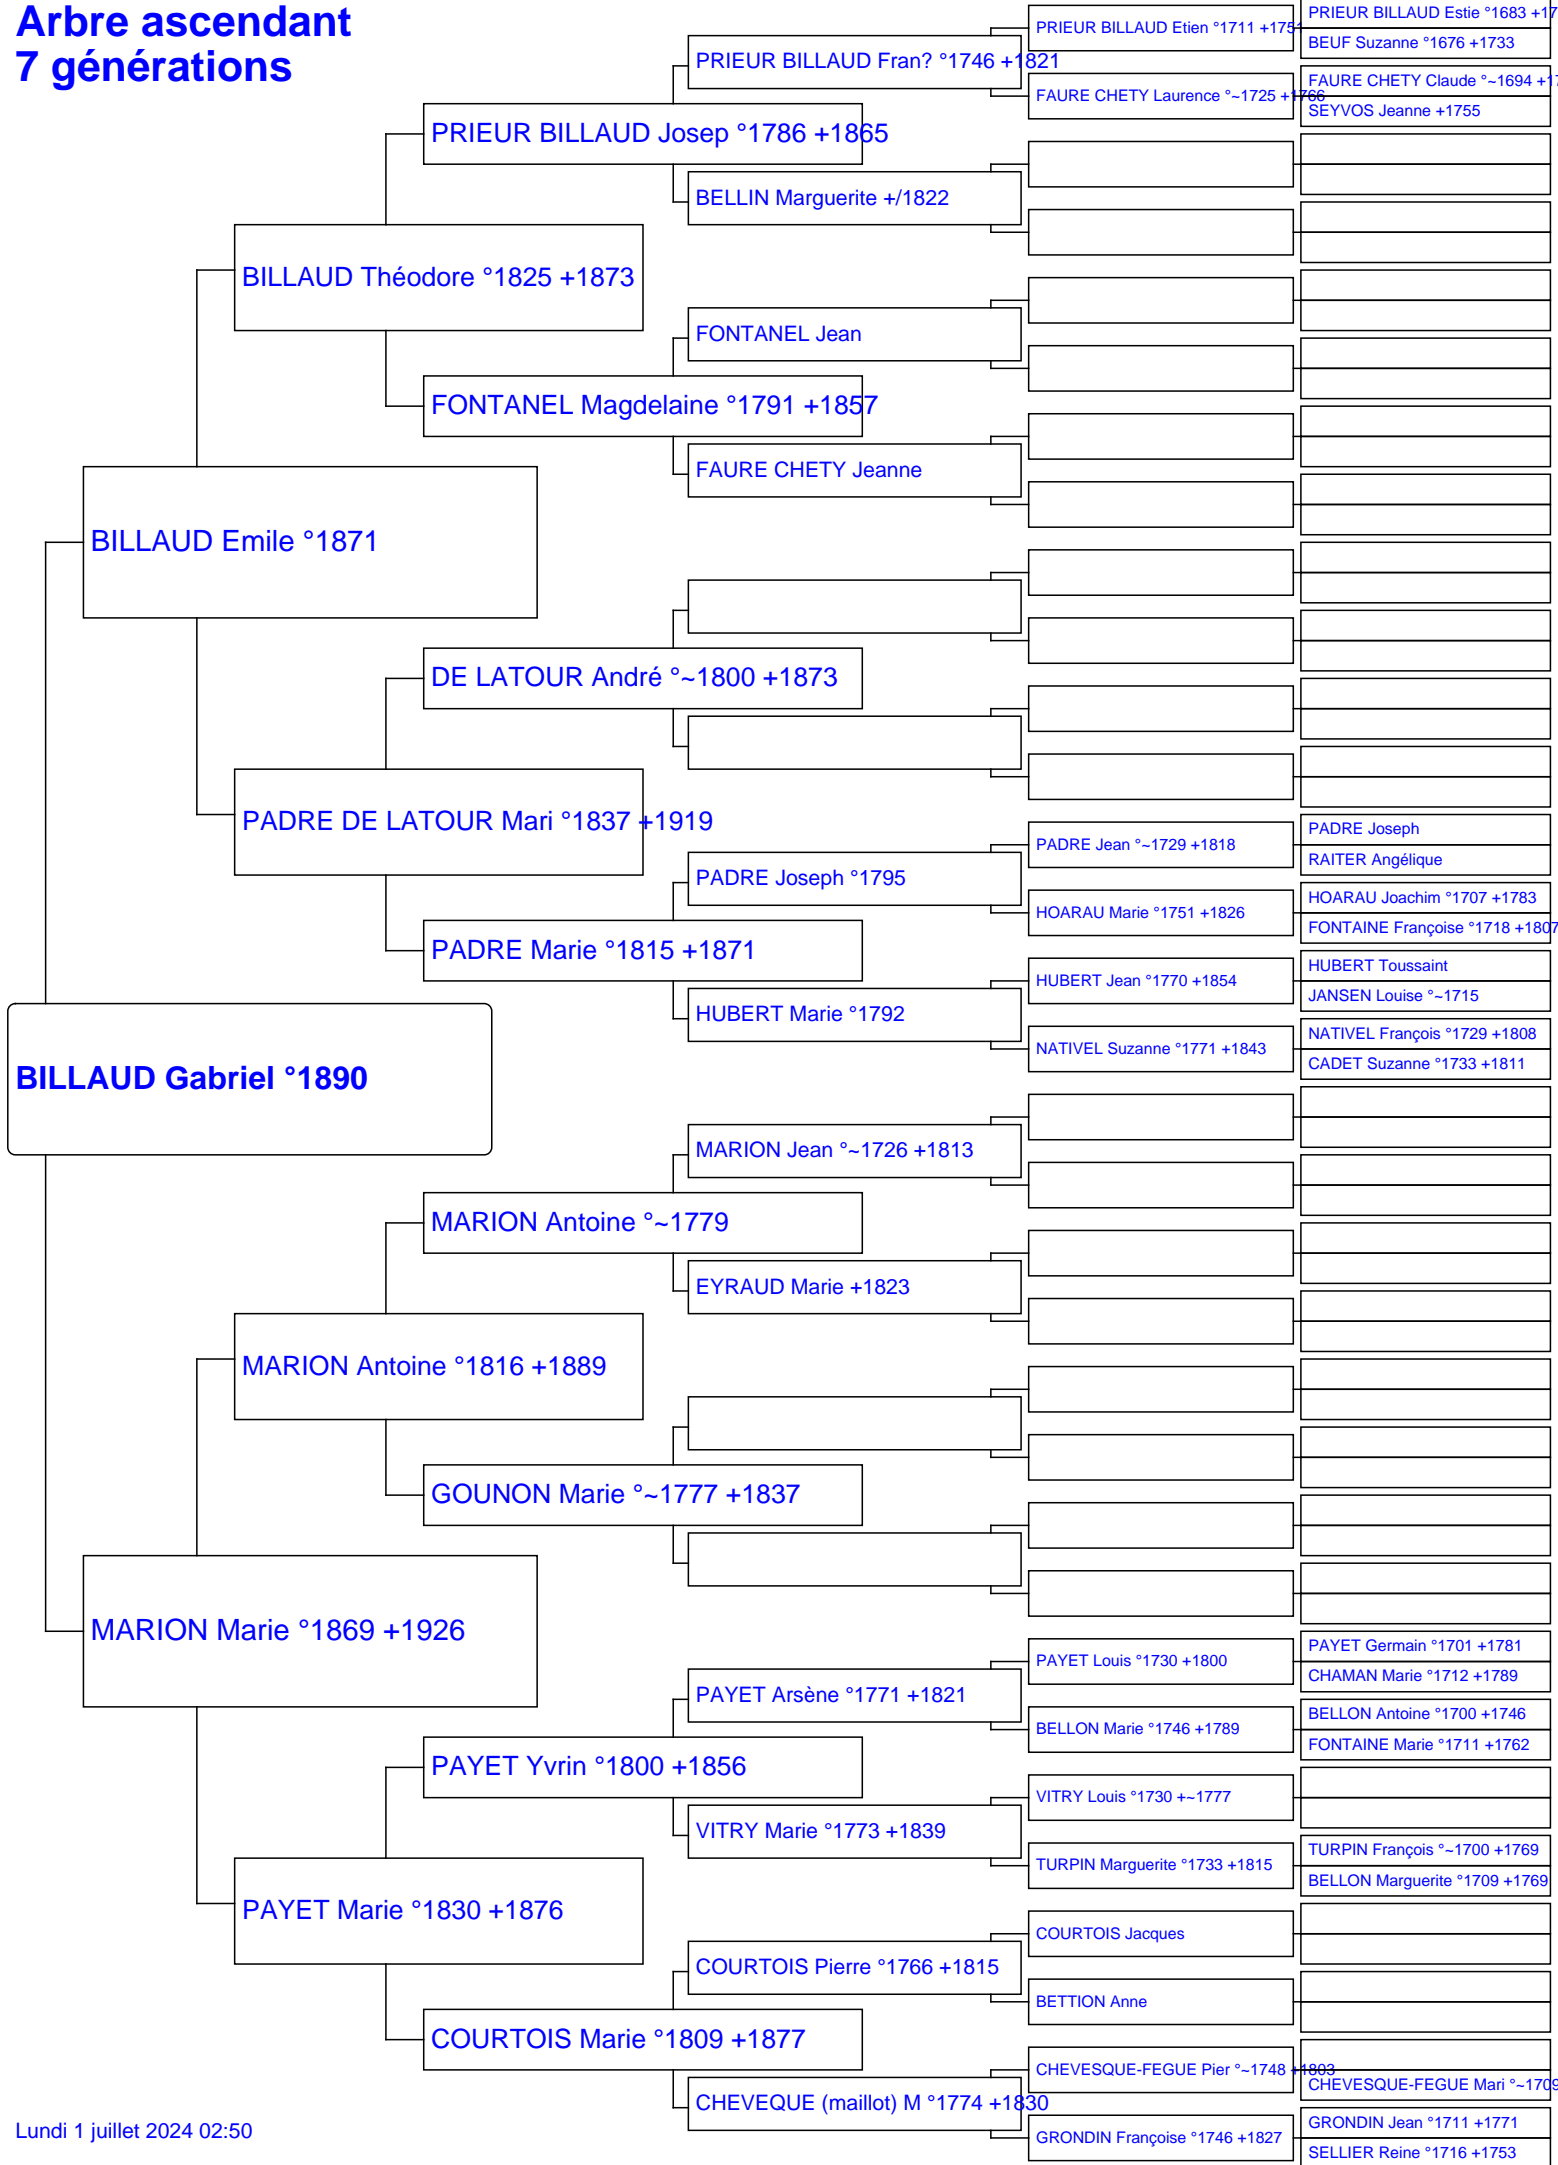 Arbre ascendant
7 générations
BILLAUD Gabriel °1890
BILLAUD Emile °1871
MARION Marie °1869 +1926
BILLAUD Théodore °1825 +1873
PADRE DE LATOUR Mari °1837 +1919
MARION Antoine °1816 +1889
PAYET Marie °1830 +1876
PRIEUR BILLAUD Josep °1786 +1865
FONTANEL Magdelaine °1791 +1857
DE LATOUR André °~1800 +1873
PADRE Marie °1815 +1871
MARION Antoine °~1779
GOUNON Marie °~1777 +1837
PAYET Yvrin °1800 +1856
COURTOIS Marie °1809 +1877
PRIEUR BILLAUD Fran? °1746 +1821
BELLIN Marguerite +/1822
FONTANEL Jean
FAURE CHETY Jeanne
PADRE Joseph °1795
HUBERT Marie °1792
MARION Jean °~1726 +1813
EYRAUD Marie +1823
PAYET Arsène °1771 +1821
VITRY Marie °1773 +1839
COURTOIS Pierre °1766 +1815
CHEVEQUE (maillot) M °1774 +1830
PRIEUR BILLAUD Etien °1711 +1751
FAURE CHETY Laurence °~1725 +1766
PADRE Jean °~1729 +1818
HOARAU Marie °1751 +1826
HUBERT Jean °1770 +1854
NATIVEL Suzanne °1771 +1843
PAYET Louis °1730 +1800
BELLON Marie °1746 +1789
VITRY Louis °1730 +~1777
TURPIN Marguerite °1733 +1815
COURTOIS Jacques
BETTION Anne
CHEVESQUE-FEGUE Pier °~1748 +1803
GRONDIN Françoise °1746 +1827
PRIEUR BILLAUD Estie °1683 +17
BEUF Suzanne °1676 +1733
FAURE CHETY Claude °~1694 +1
SEYVOS Jeanne +1755
PADRE Joseph
RAITER Angélique
HOARAU Joachim °1707 +1783
FONTAINE Françoise °1718 +1807
HUBERT Toussaint
JANSEN Louise °~1715
NATIVEL François °1729 +1808
CADET Suzanne °1733 +1811
PAYET Germain °1701 +1781
CHAMAN Marie °1712 +1789
BELLON Antoine °1700 +1746
FONTAINE Marie °1711 +1762
TURPIN François °~1700 +1769
BELLON Marguerite °1709 +1769
CHEVESQUE-FEGUE Mari °~1709
GRONDIN Jean °1711 +1771
SELLIER Reine °1716 +1753
Lundi 1 juillet 2024 02:50